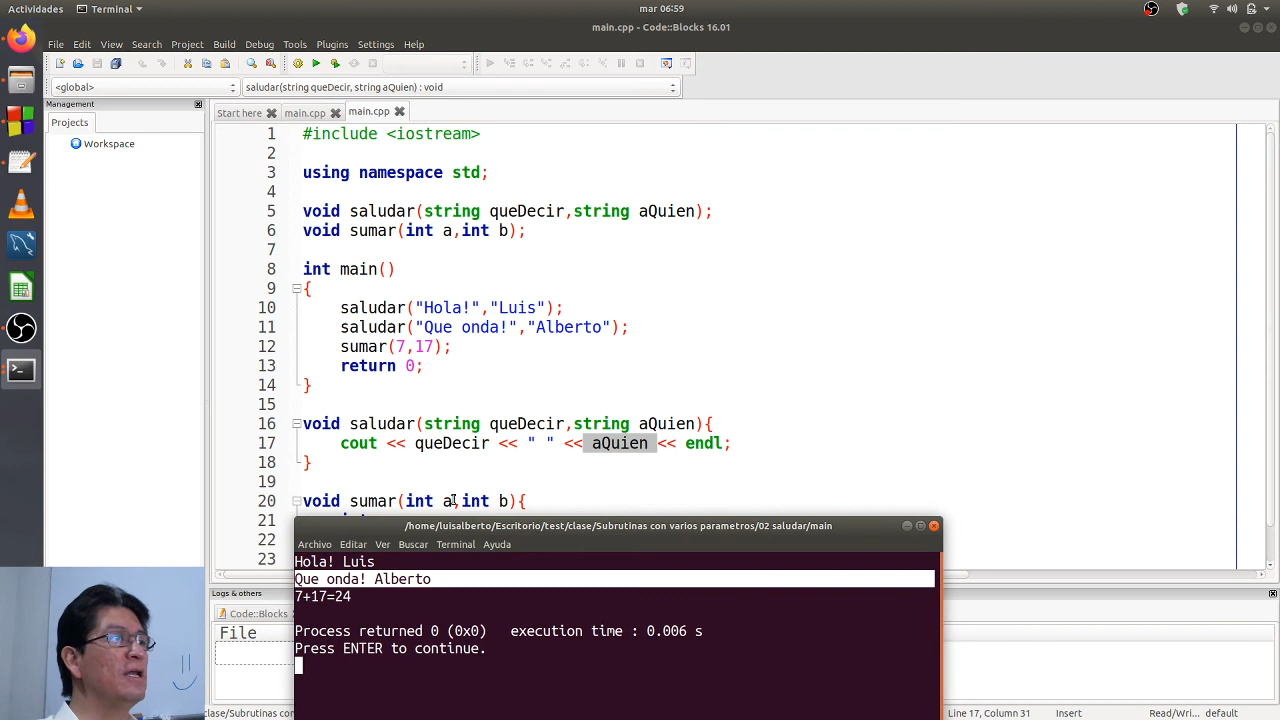 Actividades Terminal mar 06:59
main.cpp - Code::Blocks 16.01
File Edit View Search Project Build Debug Tools Plugins Settings Help
<global> saludar(string queDecir, string aQuien) : void
Management
Start here main.cpp main.cpp
Projects
Workspace
1 #include <iostream>
2
3 using namespace std;
4
5 void saludar(string queDecir,string aQuien);
6 void sumar(int a,int b);
7
8 int main()
9 {
10 saludar("Hola!","Luis");
11 saludar("Que onda!","Alberto");
12 sumar(7,17);
13 return 0;
14 }
15
16 void saludar(string queDecir,string aQuien){
17 cout << queDecir << " " << aQuien << endl;
18 }
19
20 void sumar(int a,int b){
21
22
23
/home/luisalberto/Escritorio/test/clase/Subrutinas con varios parametros/02 saludar/main
Archivo Editar Ver Buscar Terminal Ayuda
Hola! Luis
Que onda! Alberto
7+17=24
Process returned 0 (0x0) execution time : 0.006 s
Press ENTER to continue.
Logs & others
Code::Blocks
File
clase/Subrutinas con
Line 17, Column 31 Insert Read/Wri... default